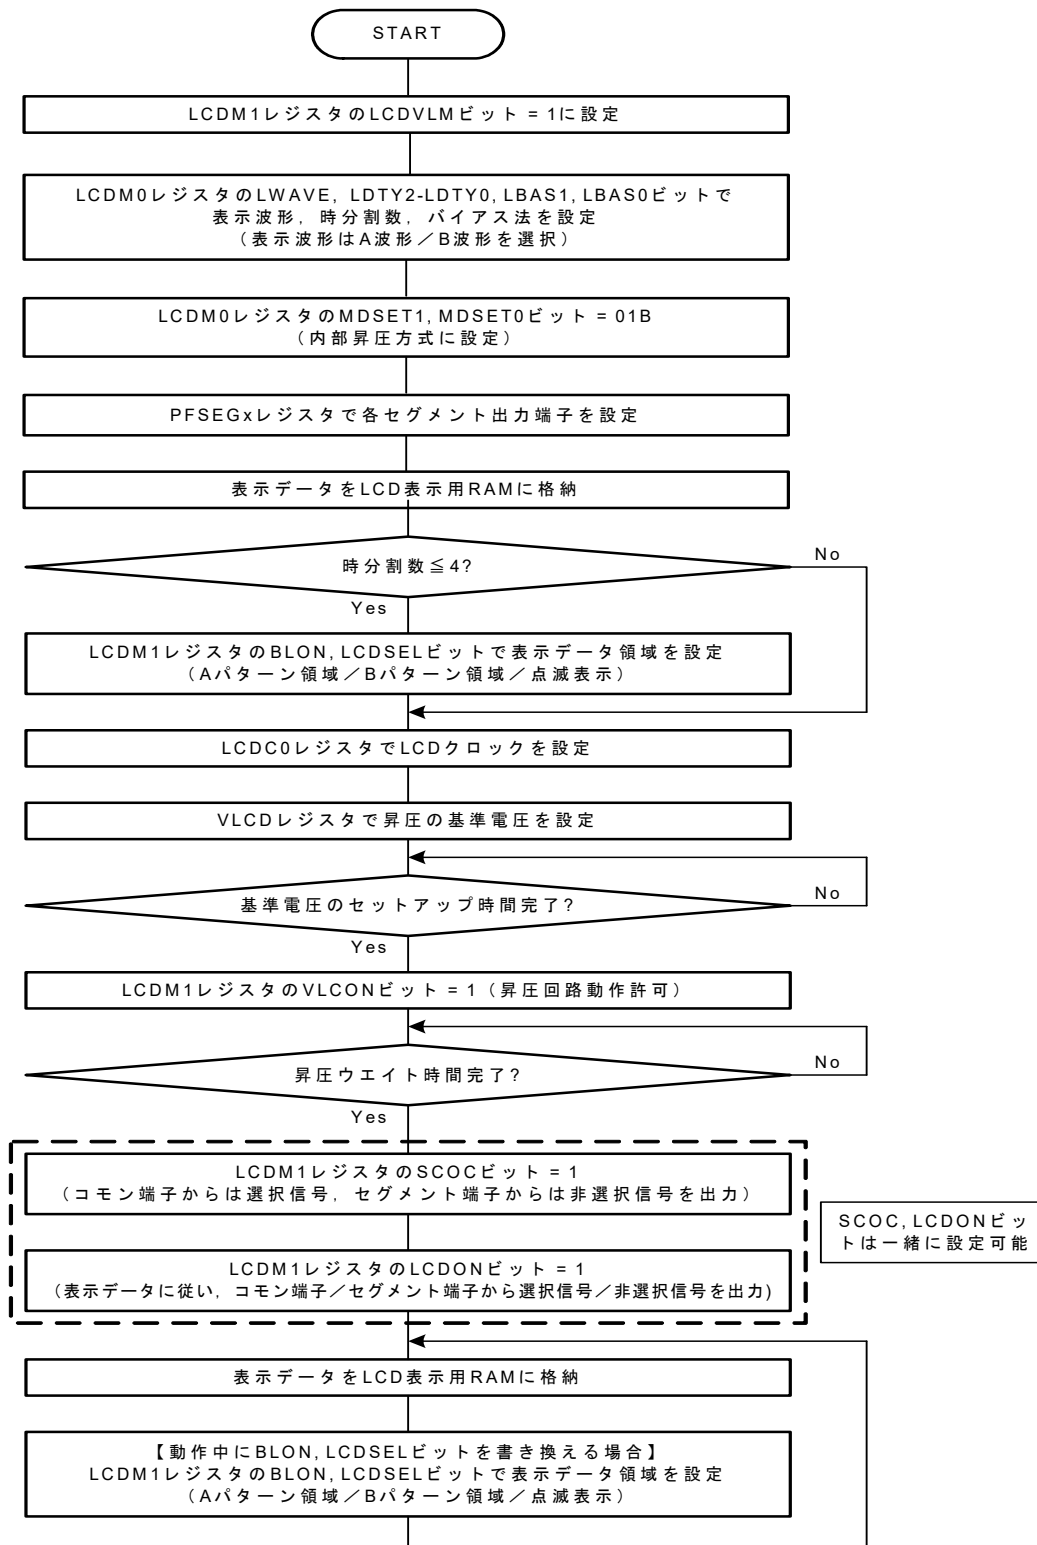 START
LCDM1レジスタのLCDVLMビット = 1に設定
LCDM0レジスタのLWAVE, LDTY2-LDTY0, LBAS1, LBAS0ビットで
表示波形, 時分割数, バイアス法を設定
（表示波形はA波形／B波形を選択）
LCDM0レジスタのMDSET1, MDSET0ビット = 01B
（内部昇圧方式に設定）
PFSEGxレジスタで各セグメント出力端子を設定
表示データをLCD表示用RAMに格納
時分割数≦4?
No
Yes
LCDM1レジスタのBLON, LCDSELビットで表示データ領域を設定
（Aパターン領域／Bパターン領域／点滅表示）
LCDC0レジスタでLCDクロックを設定
VLCDレジスタで昇圧の基準電圧を設定
基準電圧のセットアップ時間完了?
No
Yes
LCDM1レジスタのVLCONビット = 1（昇圧回路動作許可）
昇圧ウエイト時間完了?
No
Yes
LCDM1レジスタのSCOCビット = 1
（コモン端子からは選択信号, セグメント端子からは非選択信号を出力）
SCOC, LCDONビッ
トは一緒に設定可能
LCDM1レジスタのLCDONビット = 1
(表示データに従い, コモン端子／セグメント端子から選択信号／非選択信号を出力)
表示データをLCD表示用RAMに格納
【動作中にBLON, LCDSELビットを書き換える場合】
LCDM1レジスタのBLON, LCDSELビットで表示データ領域を設定
（Aパターン領域／Bパターン領域／点滅表示）